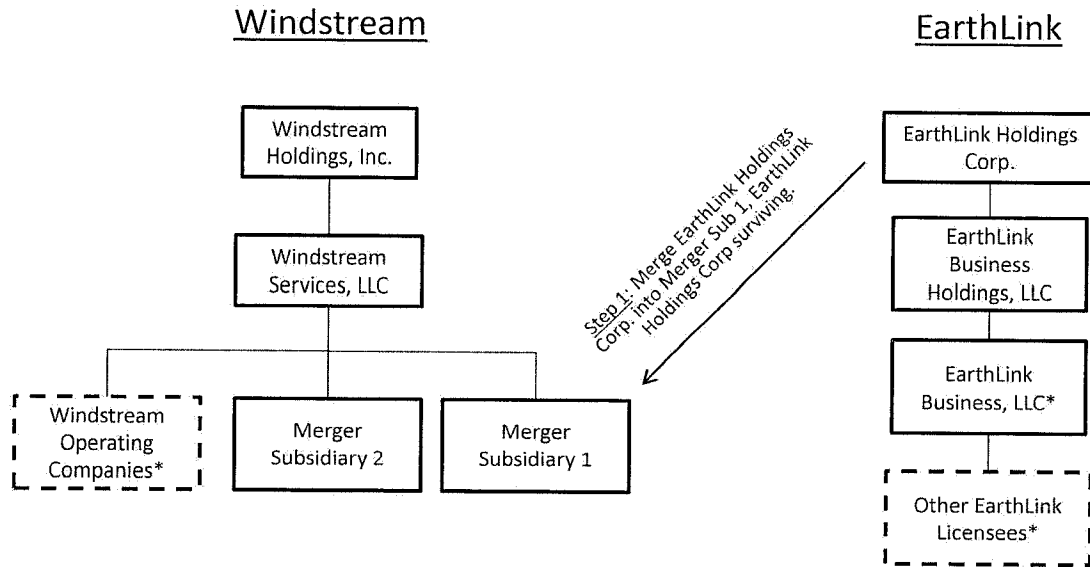 Windstream
EarthLink
Windstream
Holdings, Inc.
Windstream
Services, LLC
Windstream
Operating
Companies*
Merger
Subsidiary 2
Merger
Subsidiary 1
Step 1: Merge EarthLink Holdings
Corp. into Merger Sub 1, EarthLink
Holdings Corp surviving.
EarthLink Holdings
Corp.
EarthLink
Business
Holdings, LLC
EarthLink
Business, LLC*
Other EarthLink
Licensees*